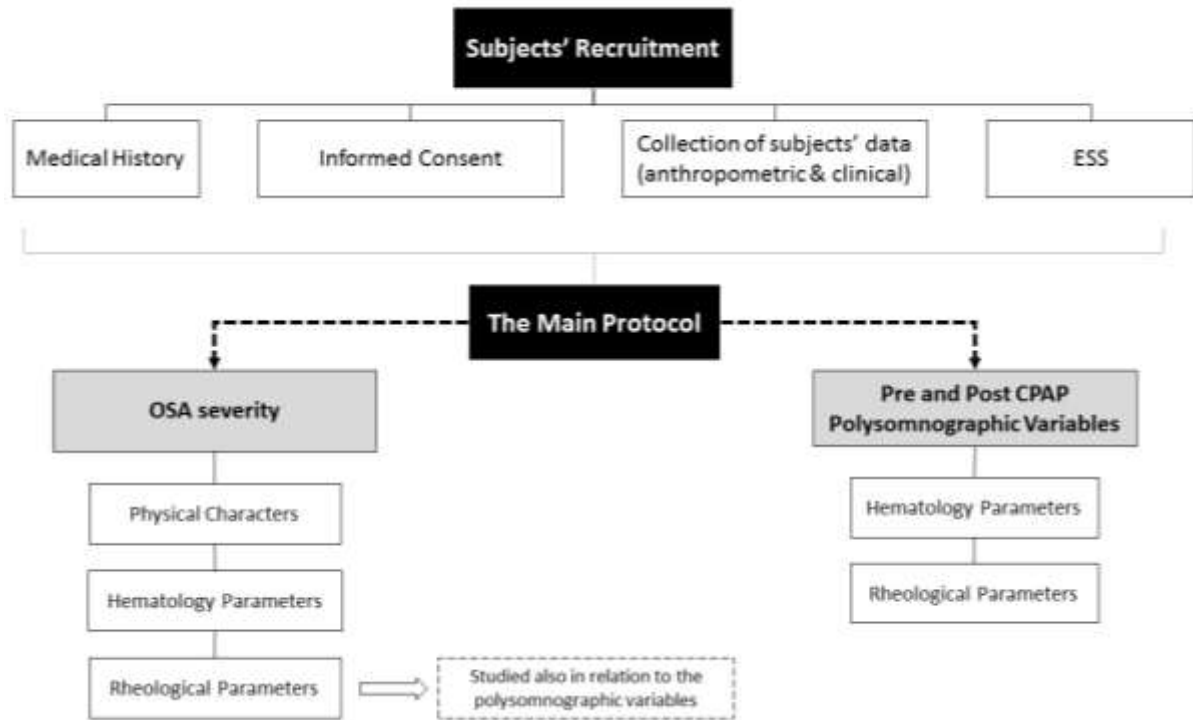 Subjects' Recruitment
Medical History
Informed Consent
Collection of subjects' data
(anthropometric & clinical)
ESS
The Main Protocol
OSA severity
Pre and Post CPAP
Polysomnographic Variables
Physical Characters
Hematology Parameters
Hematology Parameters
Rheological Parameters
Rheological Parameters
Studied also in relation to the
polysomnographic variables